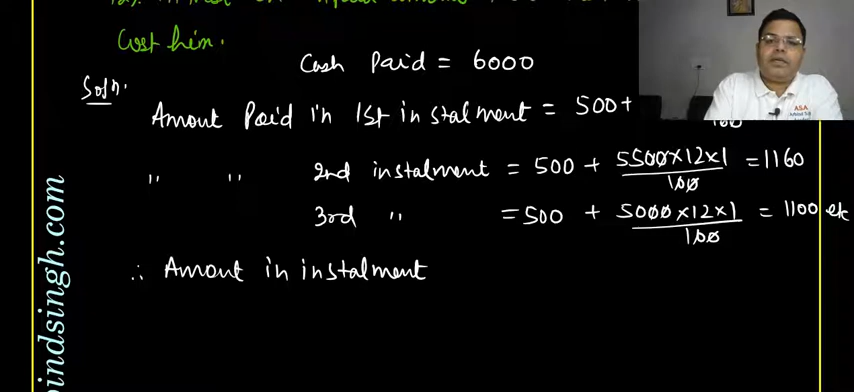 Cost him.
Cash Paid = 6000
Soln.
Amount Paid in 1st instalment = 500 +
" " 2nd instalment = 500 + 5500×12×1/100 = 1160
3rd " = 500 + 5000×12×1/100 = 1100 etc
∴ Amount in instalment
ASA
indsingh.com